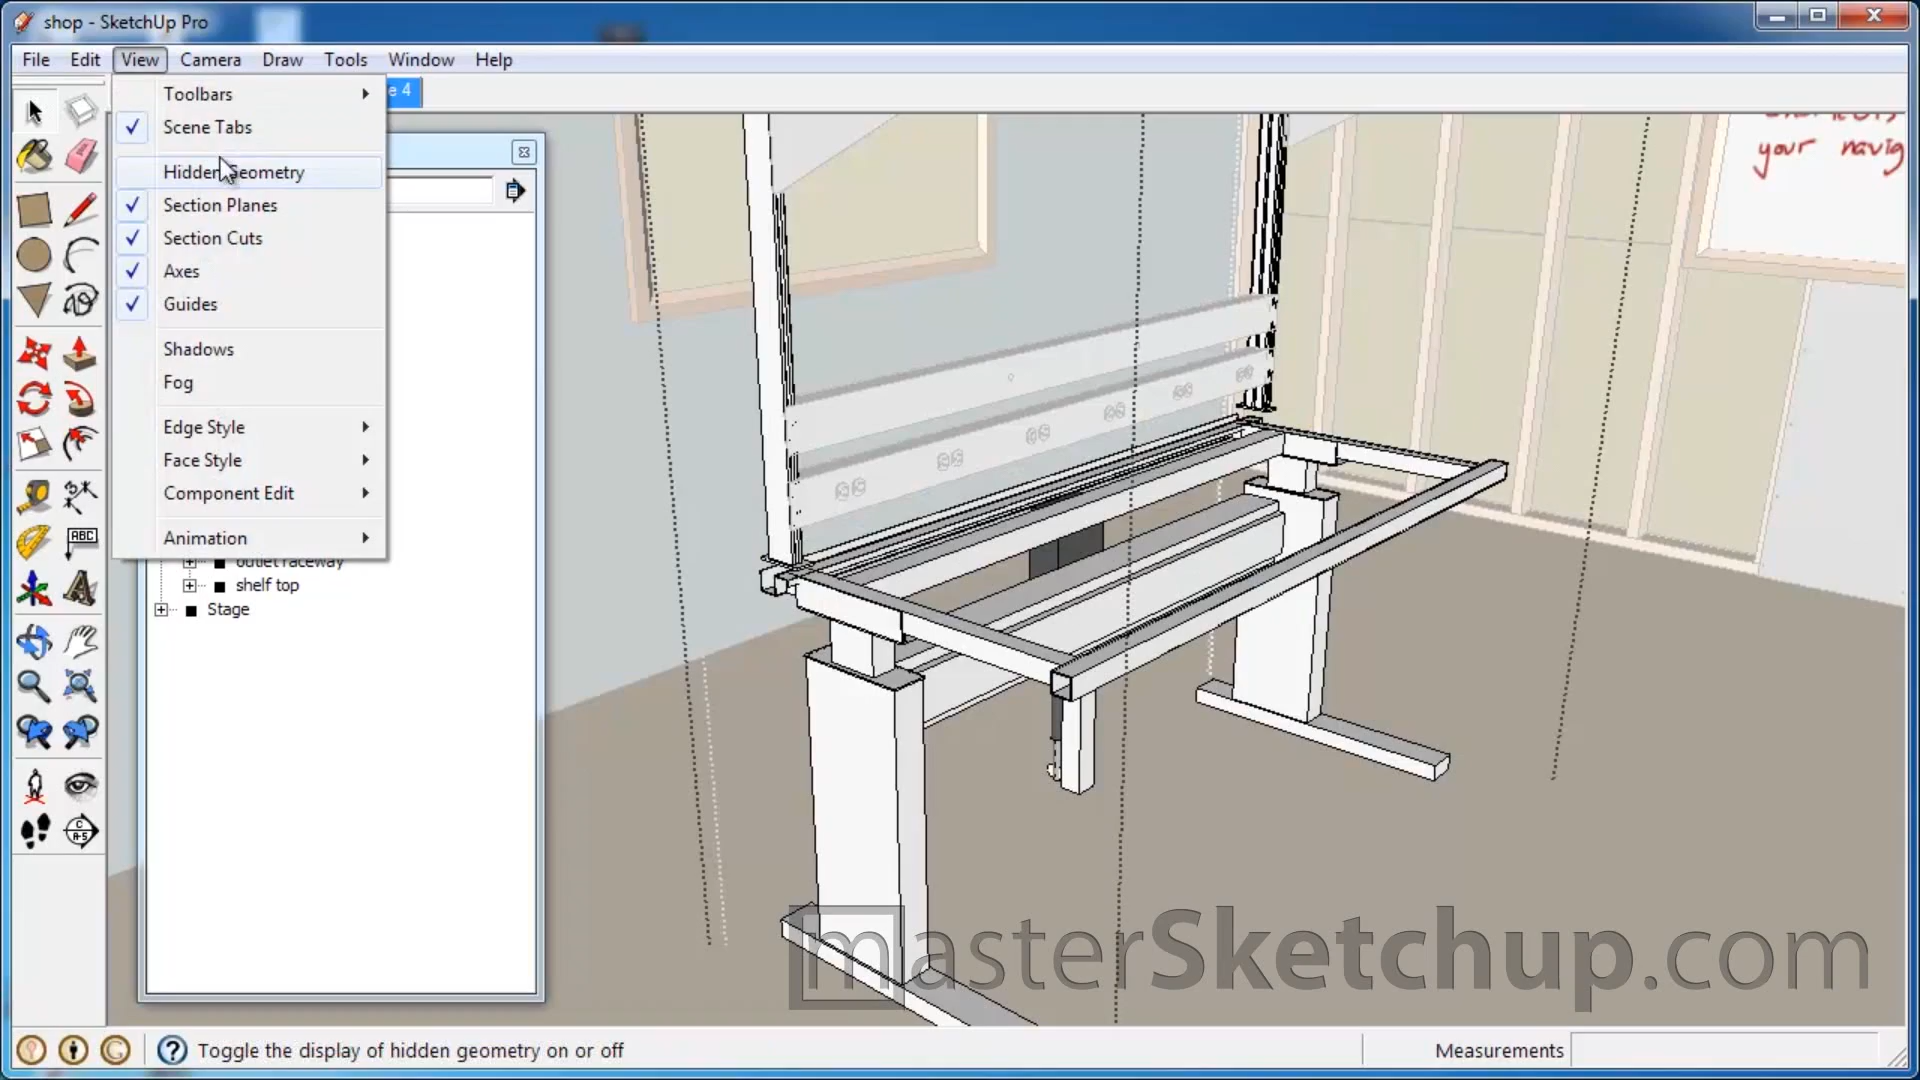 shop - SketchUp Pro
File Edit View Camera Draw Tools Window Help
e 4
Toolbars
Scene Tabs
Hidden Geometry
Section Planes
Section Cuts
Axes
Guides
Shadows
Fog
Edge Style
Face Style
Component Edit
Animation
outlet raceway
shelf top
Stage
ABC
your navig
masterSketchup.com
Toggle the display of hidden geometry on or off
Measurements